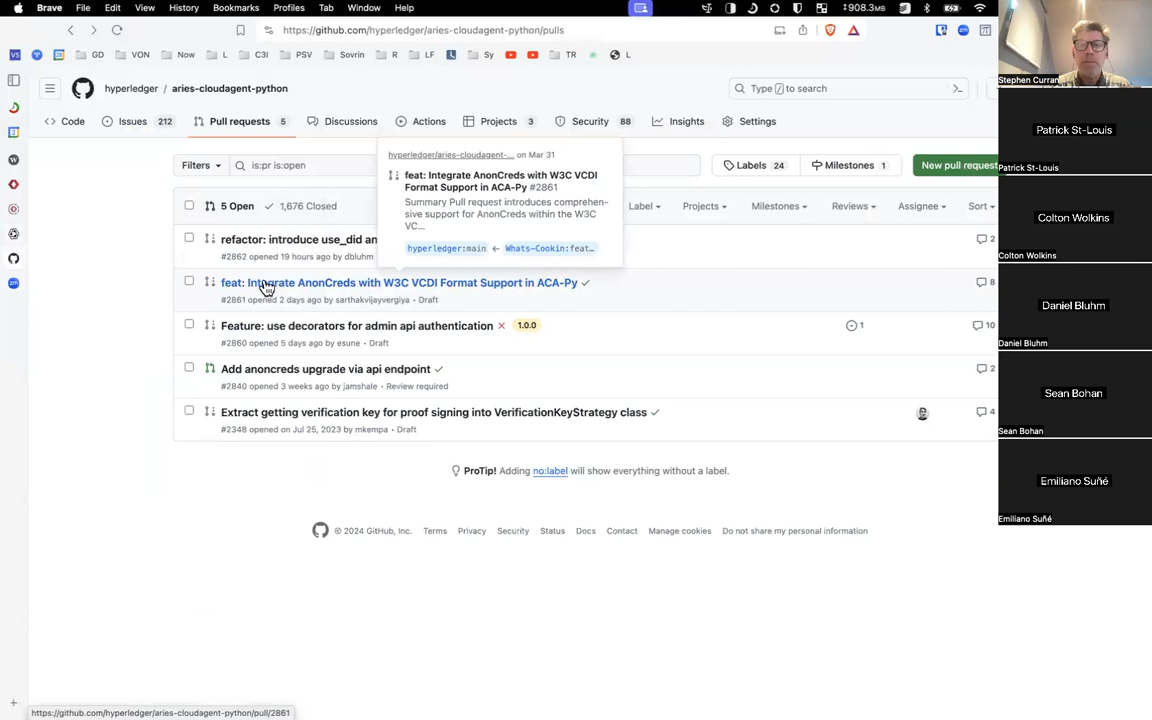 Brave File Edit View History Bookmarks Profiles Tab Window Help 908.3MB
https://github.com/hyperledger/aries-cloudagent-python/pulls
GD VON Now L C3I PSV Sovrin R LF Sy TR L
hyperledger / aries-cloudagent-python
Type / to search
Code Issues 212 Pull requests 5 Discussions Actions Projects 3 Security 88 Insights Settings
Filters is:pr is:open Labels 24 Milestones 1 New pull request
hyperledger/aries-cloudagent-... on Mar 31
feat: Integrate AnonCreds with W3C VCDI
Format Support in ACA-Py #2861
Summary Pull request introduces comprehen-
sive support for AnonCreds within the W3C
VC...
hyperledger:main ← Whats-Cookin:feat…
5 Open 1,676 Closed Label Projects Milestones Reviews Assignee Sort
refactor: introduce use_did an
2
#2862 opened 19 hours ago by dbluhm
feat: Integrate AnonCreds with W3C VCDI Format Support in ACA-Py
8
#2861 opened 2 days ago by sarthakvijayvergiya • Draft
Feature: use decorators for admin api authentication 1.0.0
1 10
#2860 opened 5 days ago by esune • Draft
Add anoncreds upgrade via api endpoint
2
#2840 opened 3 weeks ago by jamshale • Review required
Extract getting verification key for proof signing into VerificationKeyStrategy class
4
#2348 opened on Jul 25, 2023 by mkempa • Draft
ProTip! Adding no:label will show everything without a label.
© 2024 GitHub, Inc. Terms Privacy Security Status Docs Contact Manage cookies Do not share my personal information
https://github.com/hyperledger/aries-cloudagent-python/pull/2861
Stephen Curran
Patrick St-Louis
Patrick St-Louis
Colton Wolkins
Colton Wolkins
Daniel Bluhm
Daniel Bluhm
Sean Bohan
Sean Bohan
Emiliano Suñé
Emiliano Suñé